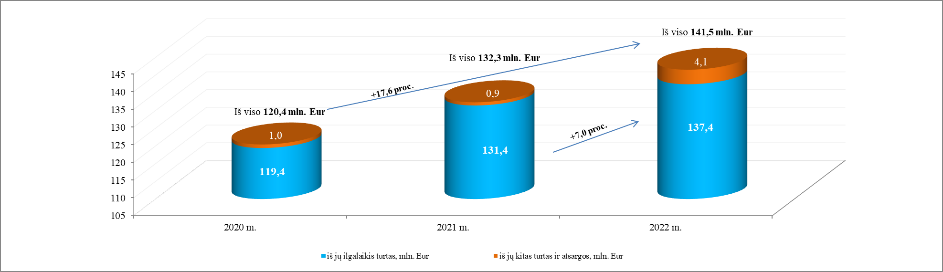 Iš viso 141,5 mln. Eur
Iš viso 132,3 mln. Eur
Iš viso 120,4 mln. Eur
+17,6 proc.
+7,0 proc.
4,1
0,9
1,0
137,4
131,4
119,4
145
140
135
130
125
120
115
110
105
2020 m.
2021 m.
2022 m.
iš jų ilgalaikis turtas, mln. Eur
iš jų kitas turtas ir atsargos, mln. Eur